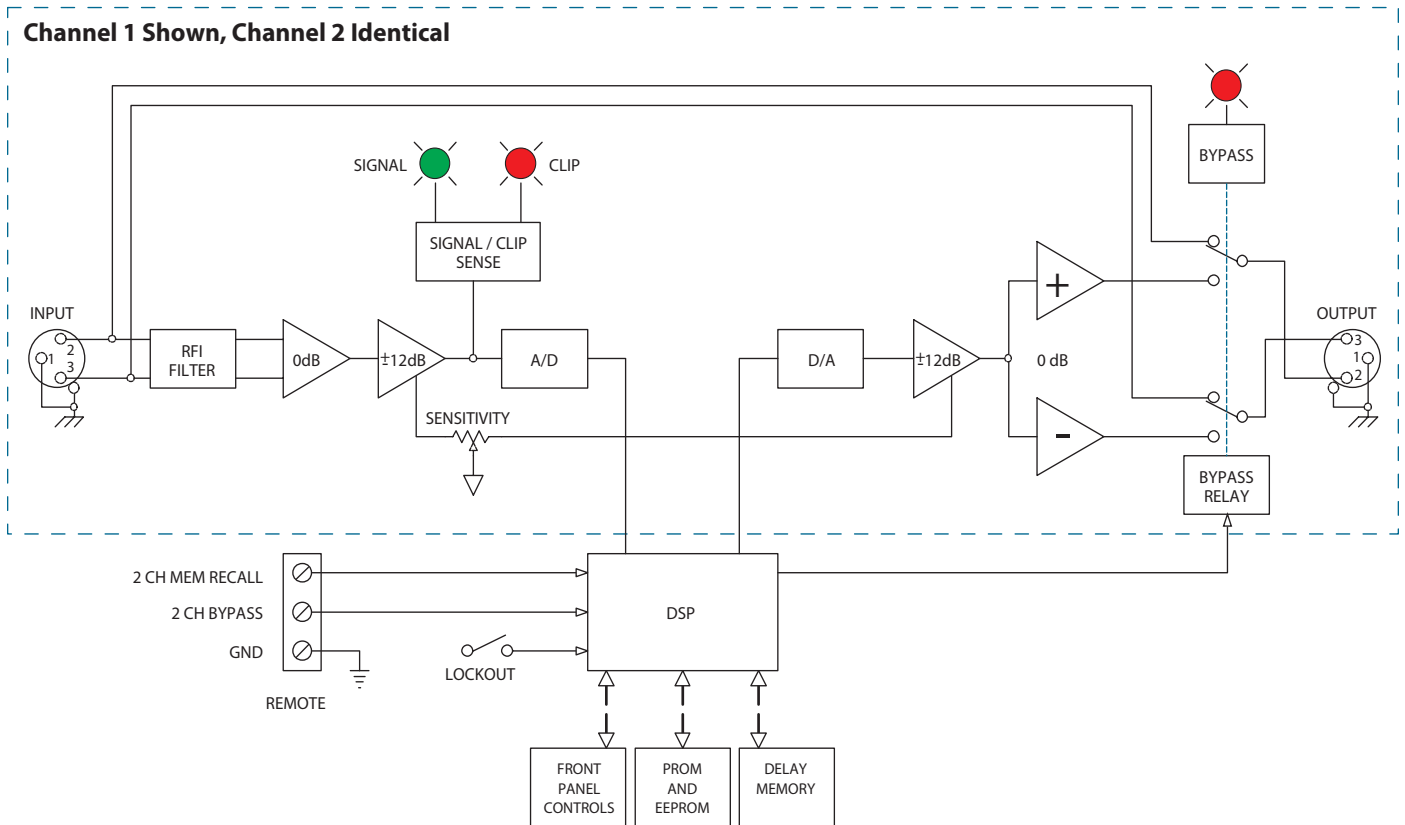 Channel 1 Shown, Channel 2 Identical
BYPASS
SIGNAL
CLIP
SIGNAL / CLIP
SENSE
INPUT
2
1
3
RFI
FILTER
0dB
±12dB
A/D
SENSITIVITY
D/A
±12dB
+
0 dB
-
OUTPUT
3
1
2
BYPASS
RELAY
2 CH MEM RECALL
2 CH BYPASS
GND
REMOTE
LOCKOUT
DSP
FRONT
PANEL
CONTROLS
PROM
AND
EEPROM
DELAY
MEMORY